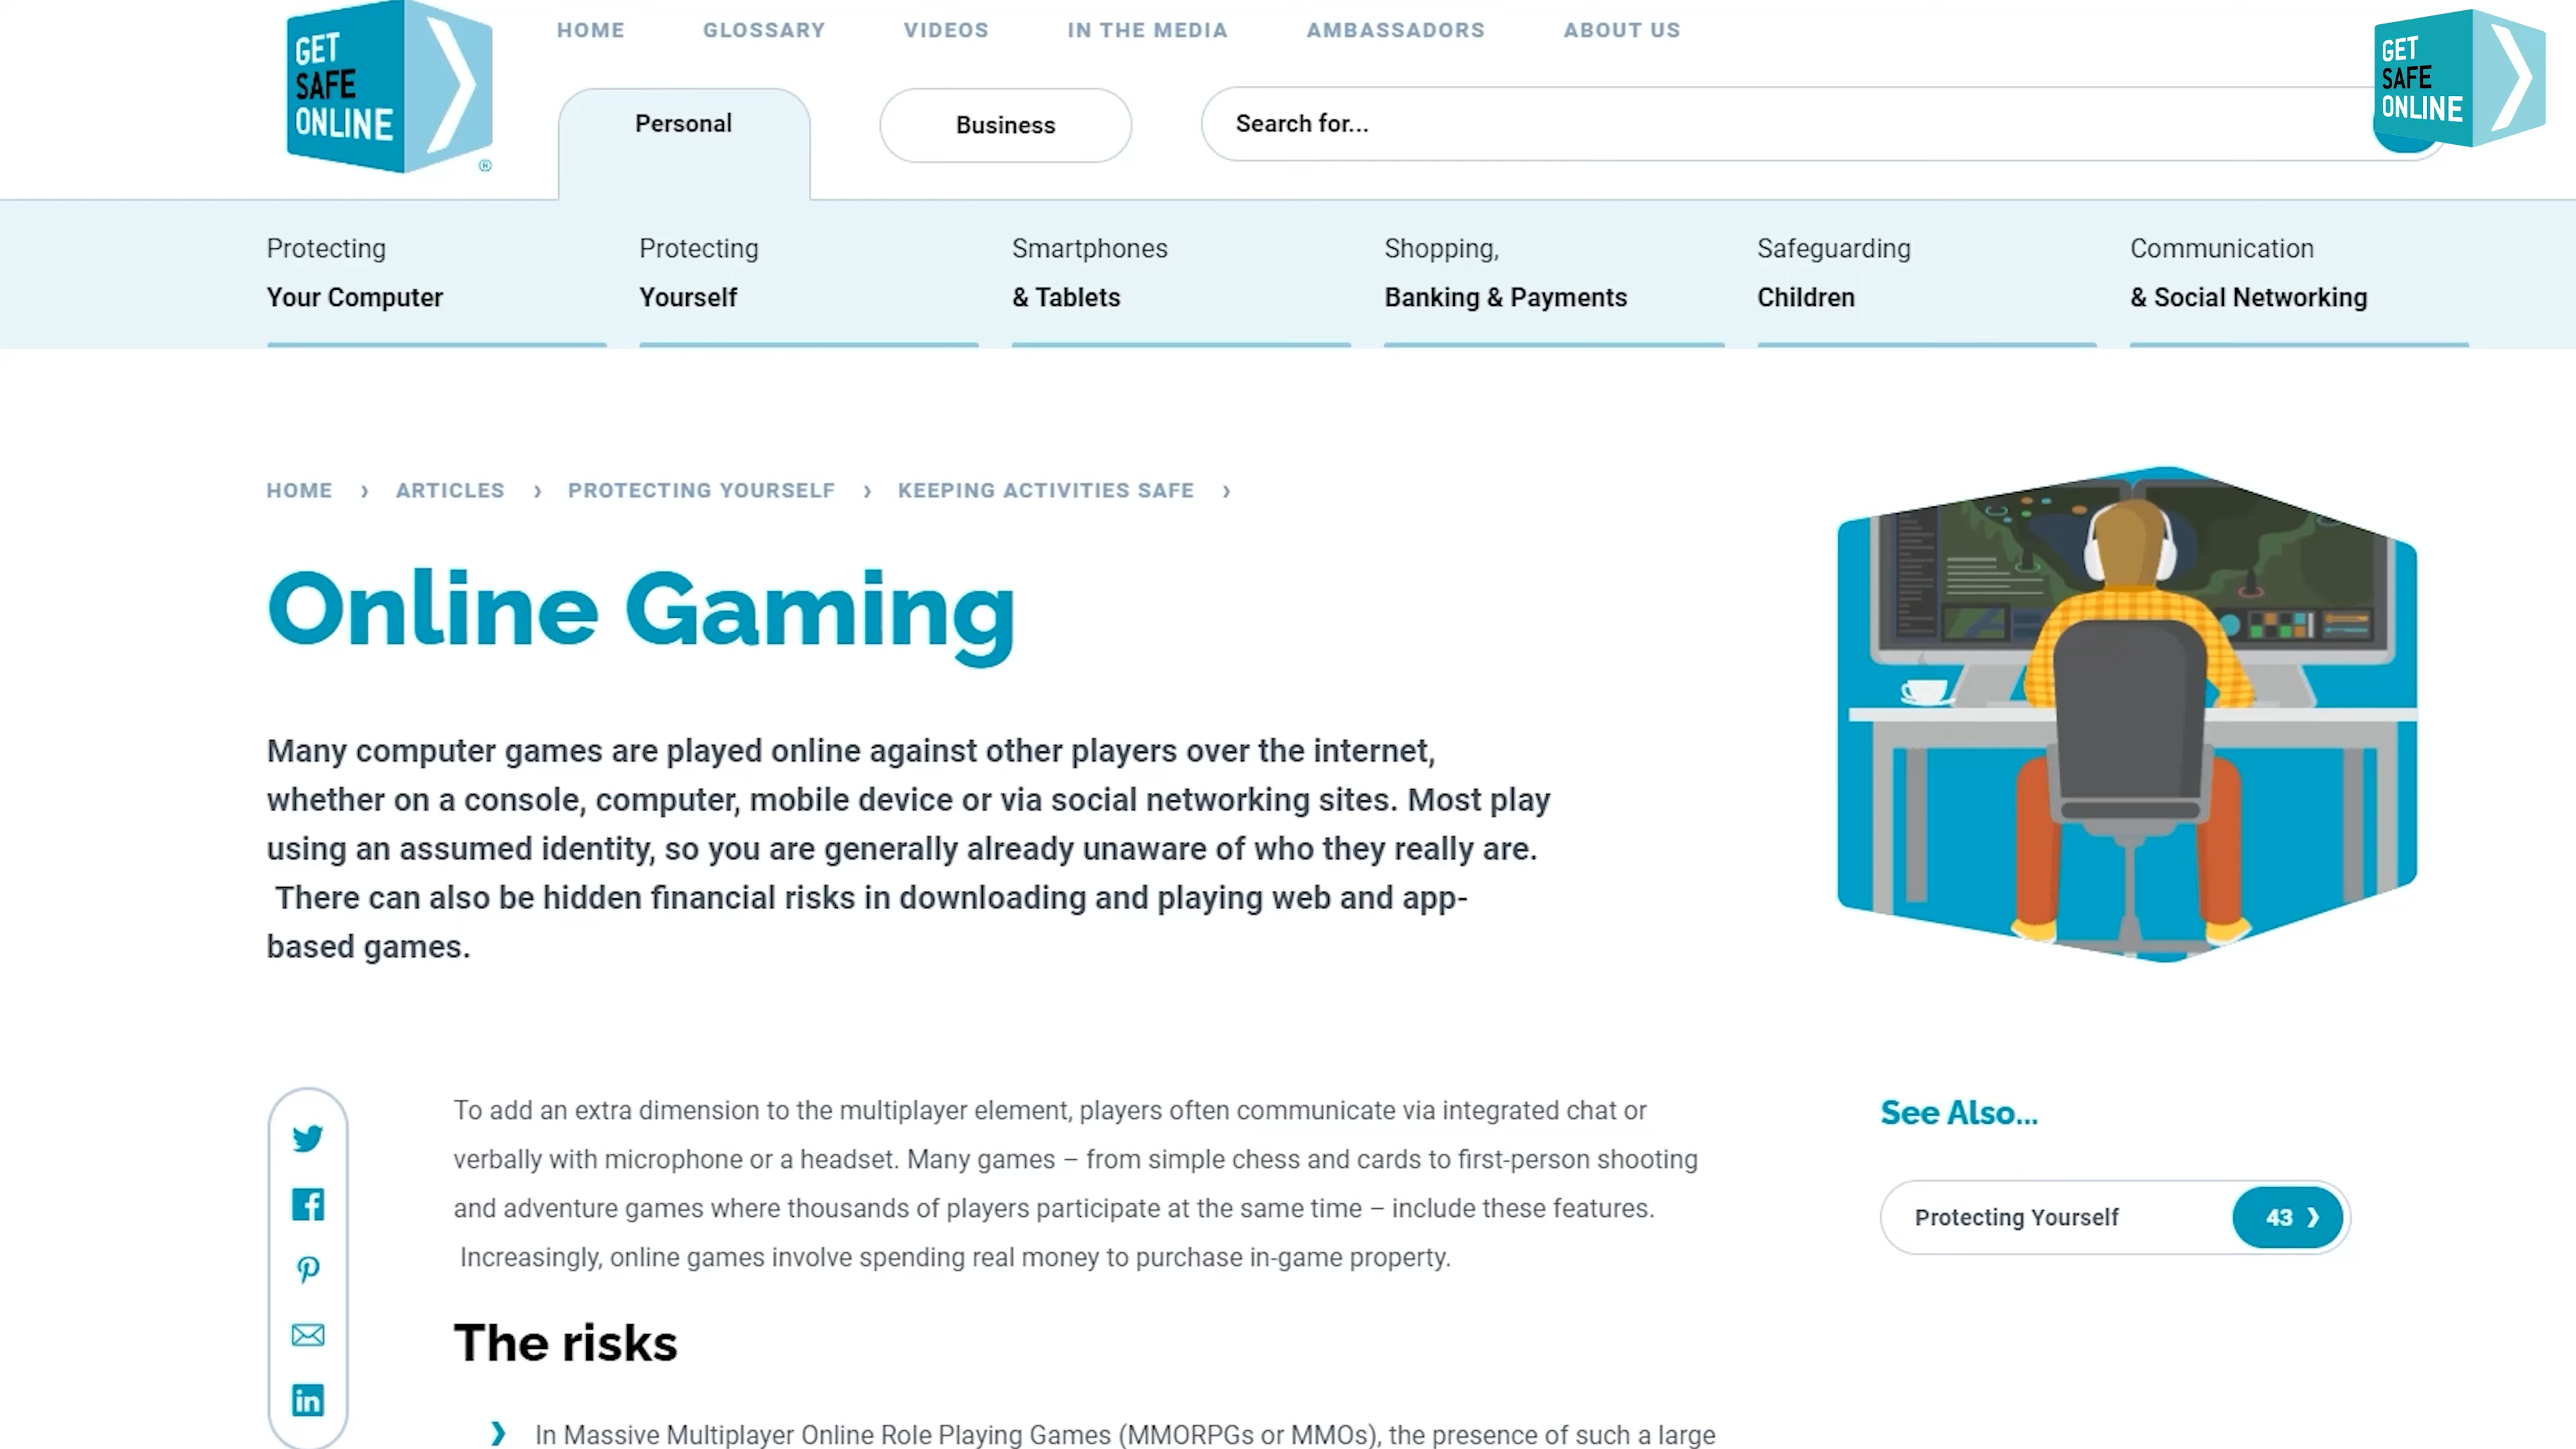 GET
SAFE
ONLINE
®
HOME GLOSSARY VIDEOS IN THE MEDIA AMBASSADORS ABOUT US
GET
SAFE
ONLINE
Personal Business Search for...
Protecting
Your Computer
Protecting
Yourself
Smartphones
& Tablets
Shopping,
Banking & Payments
Safeguarding
Children
Communication
& Social Networking
HOME › ARTICLES › PROTECTING YOURSELF › KEEPING ACTIVITIES SAFE ›
Online Gaming
Many computer games are played online against other players over the internet,
whether on a console, computer, mobile device or via social networking sites. Most play
using an assumed identity, so you are generally already unaware of who they really are.
There can also be hidden financial risks in downloading and playing web and app-
based games.
To add an extra dimension to the multiplayer element, players often communicate via integrated chat or
verbally with microphone or a headset. Many games – from simple chess and cards to first-person shooting
and adventure games where thousands of players participate at the same time – include these features.
Increasingly, online games involve spending real money to purchase in-game property.
See Also...
Protecting Yourself 43 ❯
The risks
❯ In Massive Multiplayer Online Role Playing Games (MMORPGs or MMOs), the presence of such a large